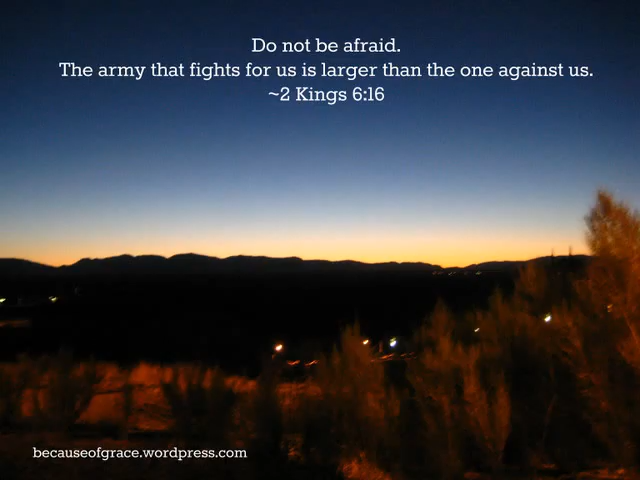 Do not be afraid.
The army that fights for us is larger than the one against us.
~2 Kings 6:16
becauseofgrace.wordpress.com